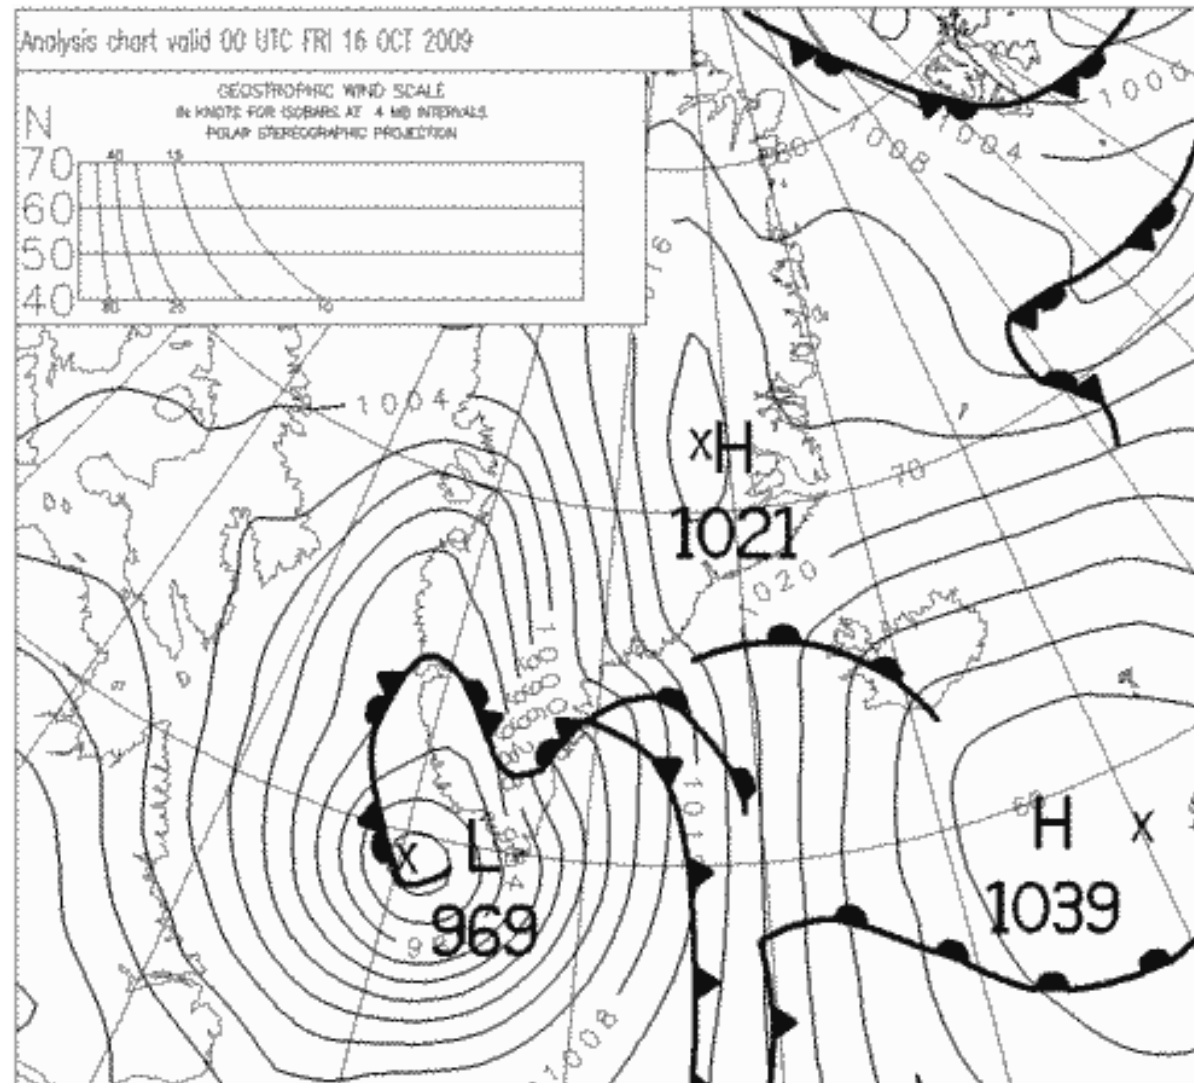 Analysis chart valid 00 UTC FRI 16 OCT 2009
GEOSTROPHIC WIND SCALE
IN KNOTS FOR ISOBARS AT 4 MB INTERVALS
POLAR STEREOGRAPHIC PROJECTION
N
70
60
50
40
40 15
80 25 10
1000
1004
1008
80
1004
H
1021
70
1020
L
969
H
1039
60
1008